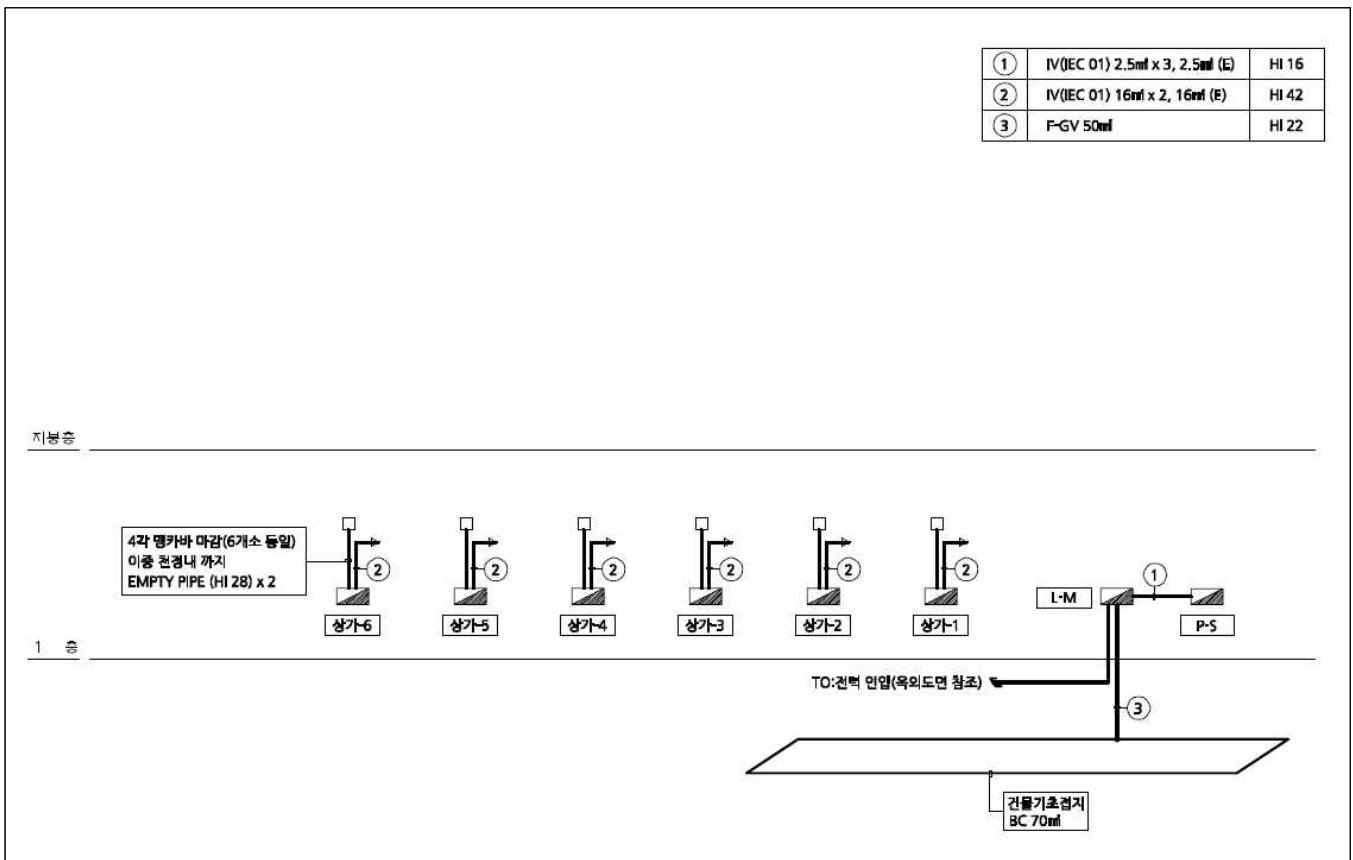 ① IV(IEC 01) 2.5㎟ x 3, 2.5㎟ (E) HI 16
② IV(IEC 01) 16㎟ x 2, 16㎟ (E) HI 42
③ F-GV 50㎟ HI 22
지붕층
4각 맹카바 마감(6개소 동일)
이중 천정내 까지
EMPTY PIPE (HI 28) x 2
② ② ② ② ② ② ①
L-M
상가-6 상가-5 상가-4 상가-3 상가-2 상가-1 P-S
1 층
TO:전력 인입(옥외도면 참조)
③
건물기초접지
BC 70㎟